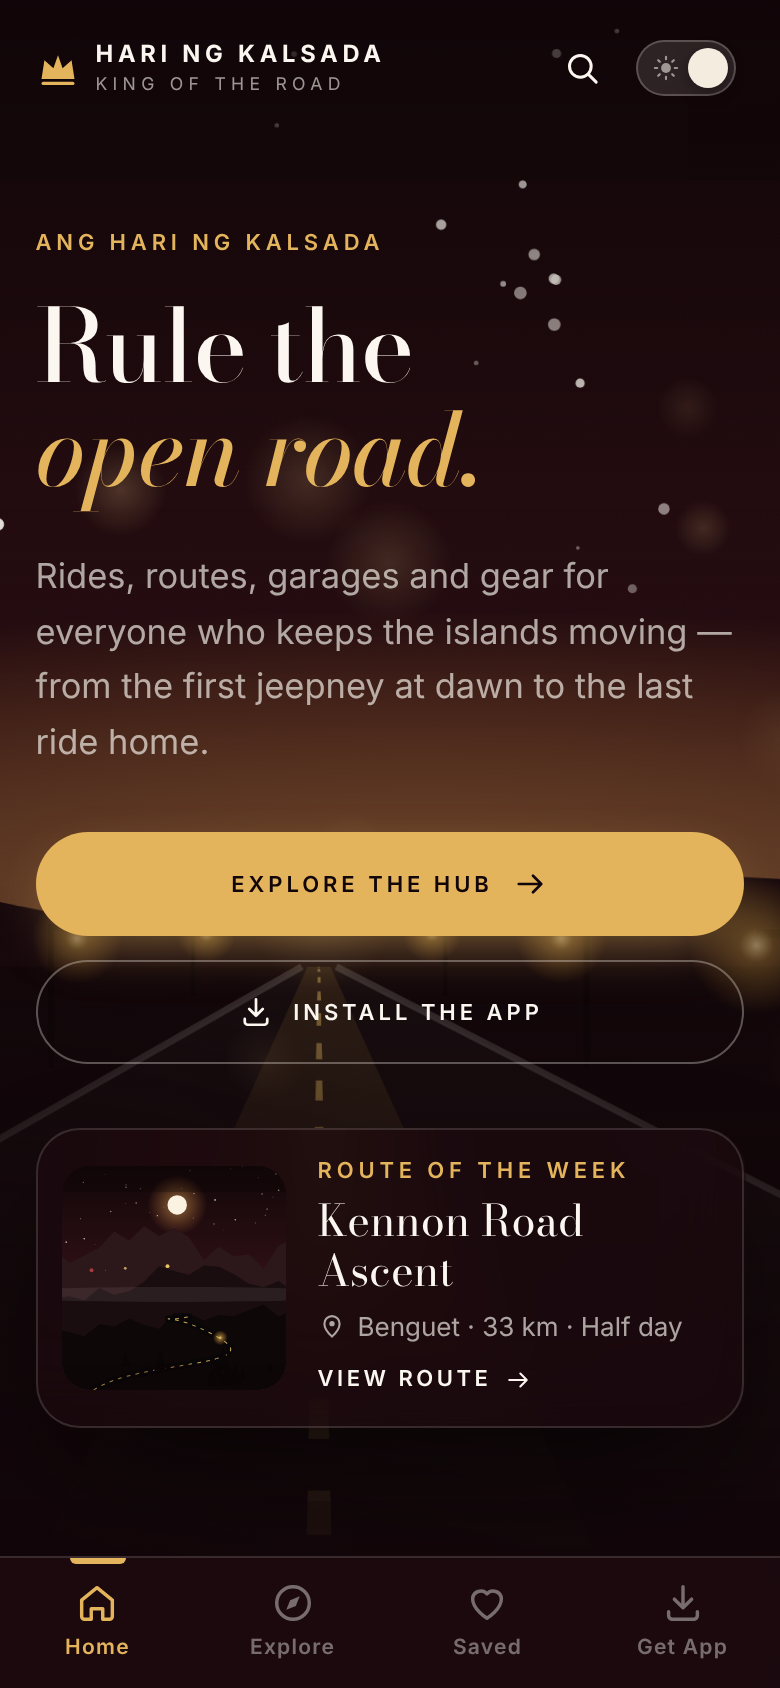 HARI NG KALSADA
KING OF THE ROAD
ANG HARI NG KALSADA
Rule the
open road.
Rides, routes, garages and gear for
everyone who keeps the islands moving —
from the first jeepney at dawn to the last
ride home.
EXPLORE THE HUB
INSTALL THE APP
ROUTE OF THE WEEK
Kennon Road
Ascent
Benguet · 33 km · Half day
VIEW ROUTE
Home
Explore
Saved
Get App